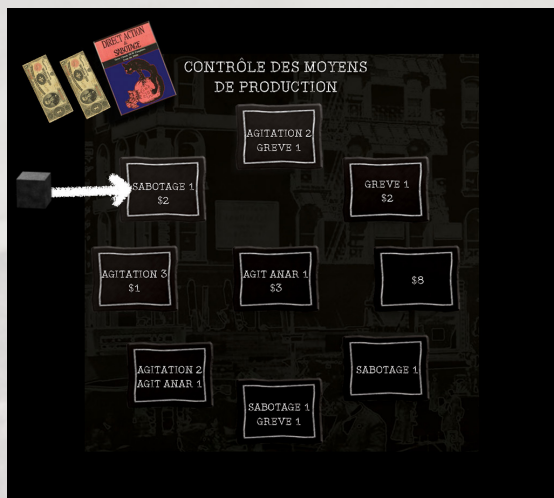 DIRECT ACTION
SABOTAGE
CONTRÔLE DES MOYENS
DE PRODUCTION
AGITATION 2
GREVE 1
SABOTAGE 1
$2
GREVE 1
$2
AGITATION 3
$1
AGIT ANAR 1
$3
$8
AGITATION 2
AGIT ANAR 1
SABOTAGE 1
SABOTAGE 1
GREVE 1